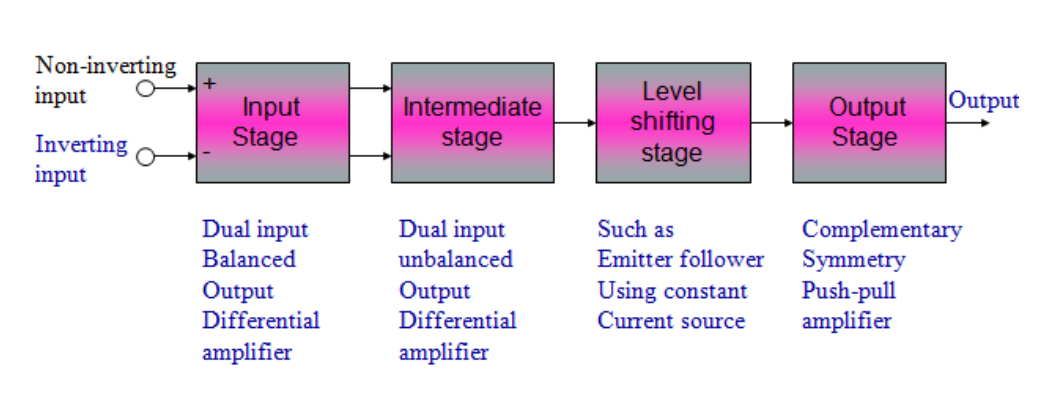 Non-inverting
input
Inverting
input
+
-
Input
Stage
Intermediate
stage
Level
shifting
stage
Output
Stage
Output
Dual input
Balanced
Output
Differential
amplifier
Dual input
unbalanced
Output
Differential
amplifier
Such as
Emitter follower
Using constant
Current source
Complementary
Symmetry
Push-pull
amplifier